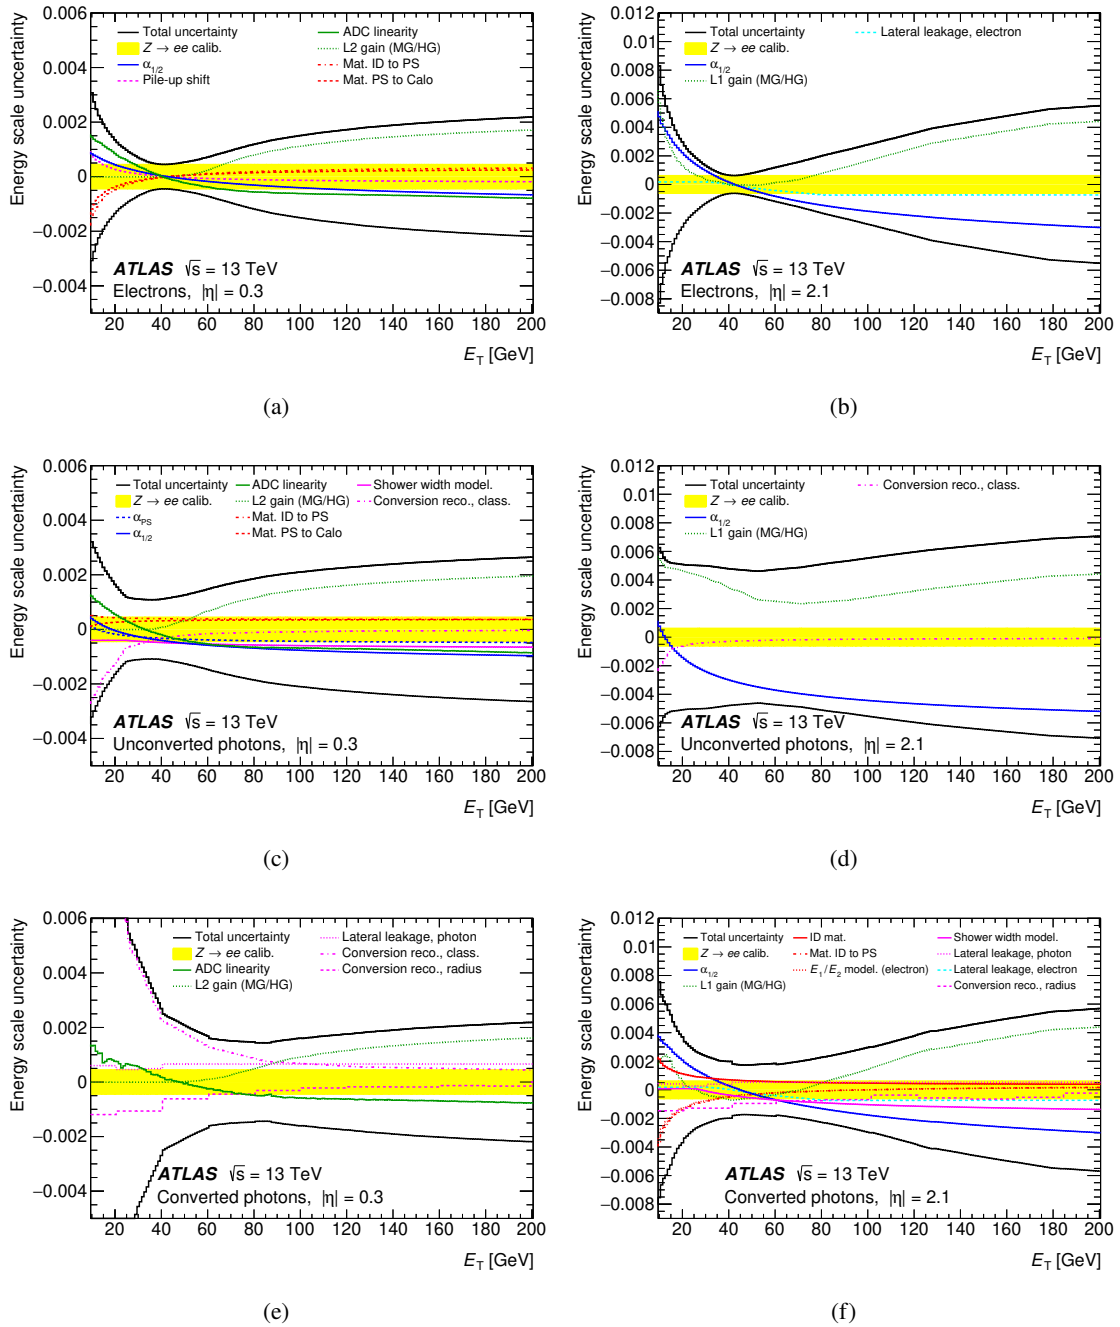 Energy scale uncertainty
0.006
0.004
0.002
0
−0.002
−0.004
Total uncertainty
Z → ee calib.
α1/2
Pile-up shift
ADC linearity
L2 gain (MG/HG)
Mat. ID to PS
Mat. PS to Calo
ATLAS √s = 13 TeV
Electrons, |η| = 0.3
20 40 60 80 100 120 140 160 180 200
ET [GeV]
(a)
Energy scale uncertainty
0.012
0.01
0.008
0.006
0.004
0.002
0
−0.002
−0.004
−0.006
−0.008
Total uncertainty
Z → ee calib.
α1/2
L1 gain (MG/HG)
Lateral leakage, electron
ATLAS √s = 13 TeV
Electrons, |η| = 2.1
20 40 60 80 100 120 140 160 180 200
ET [GeV]
(b)
Energy scale uncertainty
0.006
0.004
0.002
0
−0.002
−0.004
Total uncertainty
Z → ee calib.
αPS
α1/2
ADC linearity
L2 gain (MG/HG)
Mat. ID to PS
Mat. PS to Calo
Shower width model.
Conversion reco., class.
ATLAS √s = 13 TeV
Unconverted photons, |η| = 0.3
20 40 60 80 100 120 140 160 180 200
ET [GeV]
(c)
Energy scale uncertainty
0.012
0.01
0.008
0.006
0.004
0.002
0
−0.002
−0.004
−0.006
−0.008
Total uncertainty
Z → ee calib.
α1/2
L1 gain (MG/HG)
Conversion reco., class.
ATLAS √s = 13 TeV
Unconverted photons, |η| = 2.1
20 40 60 80 100 120 140 160 180 200
ET [GeV]
(d)
Energy scale uncertainty
0.006
0.004
0.002
0
−0.002
−0.004
Total uncertainty
Z → ee calib.
ADC linearity
L2 gain (MG/HG)
Lateral leakage, photon
Conversion reco., class.
Conversion reco., radius
ATLAS √s = 13 TeV
Converted photons, |η| = 0.3
20 40 60 80 100 120 140 160 180 200
ET [GeV]
(e)
Energy scale uncertainty
0.012
0.01
0.008
0.006
0.004
0.002
0
−0.002
−0.004
−0.006
−0.008
Total uncertainty
Z → ee calib.
α1/2
L1 gain (MG/HG)
ID mat.
Mat. ID to PS
E1/E2 model. (electron)
Shower width model.
Lateral leakage, photon
Lateral leakage, electron
Conversion reco., radius
ATLAS √s = 13 TeV
Converted photons, |η| = 2.1
20 40 60 80 100 120 140 160 180 200
ET [GeV]
(f)